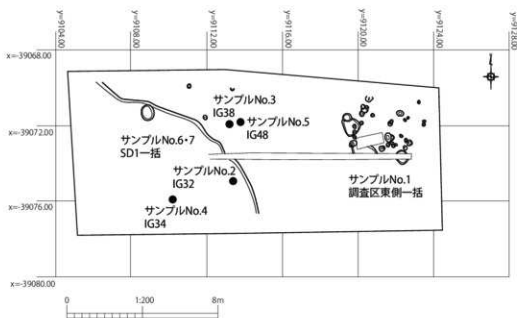 y=9104.00
y=9108.00
y=9112.00
y=9116.00
y=9120.00
y=9124.00
y=9128.00
x=-39068.00
サンプルNo.3
IG38
サンプルNo.5
IG48
x=-39072.00
サンプルNo.6・7
SD1一括
サンプルNo.2
IG32
サンプルNo.1
調査区東側一括
x=-39076.00
サンプルNo.4
IG34
x=-39080.00
0
1:200
8m